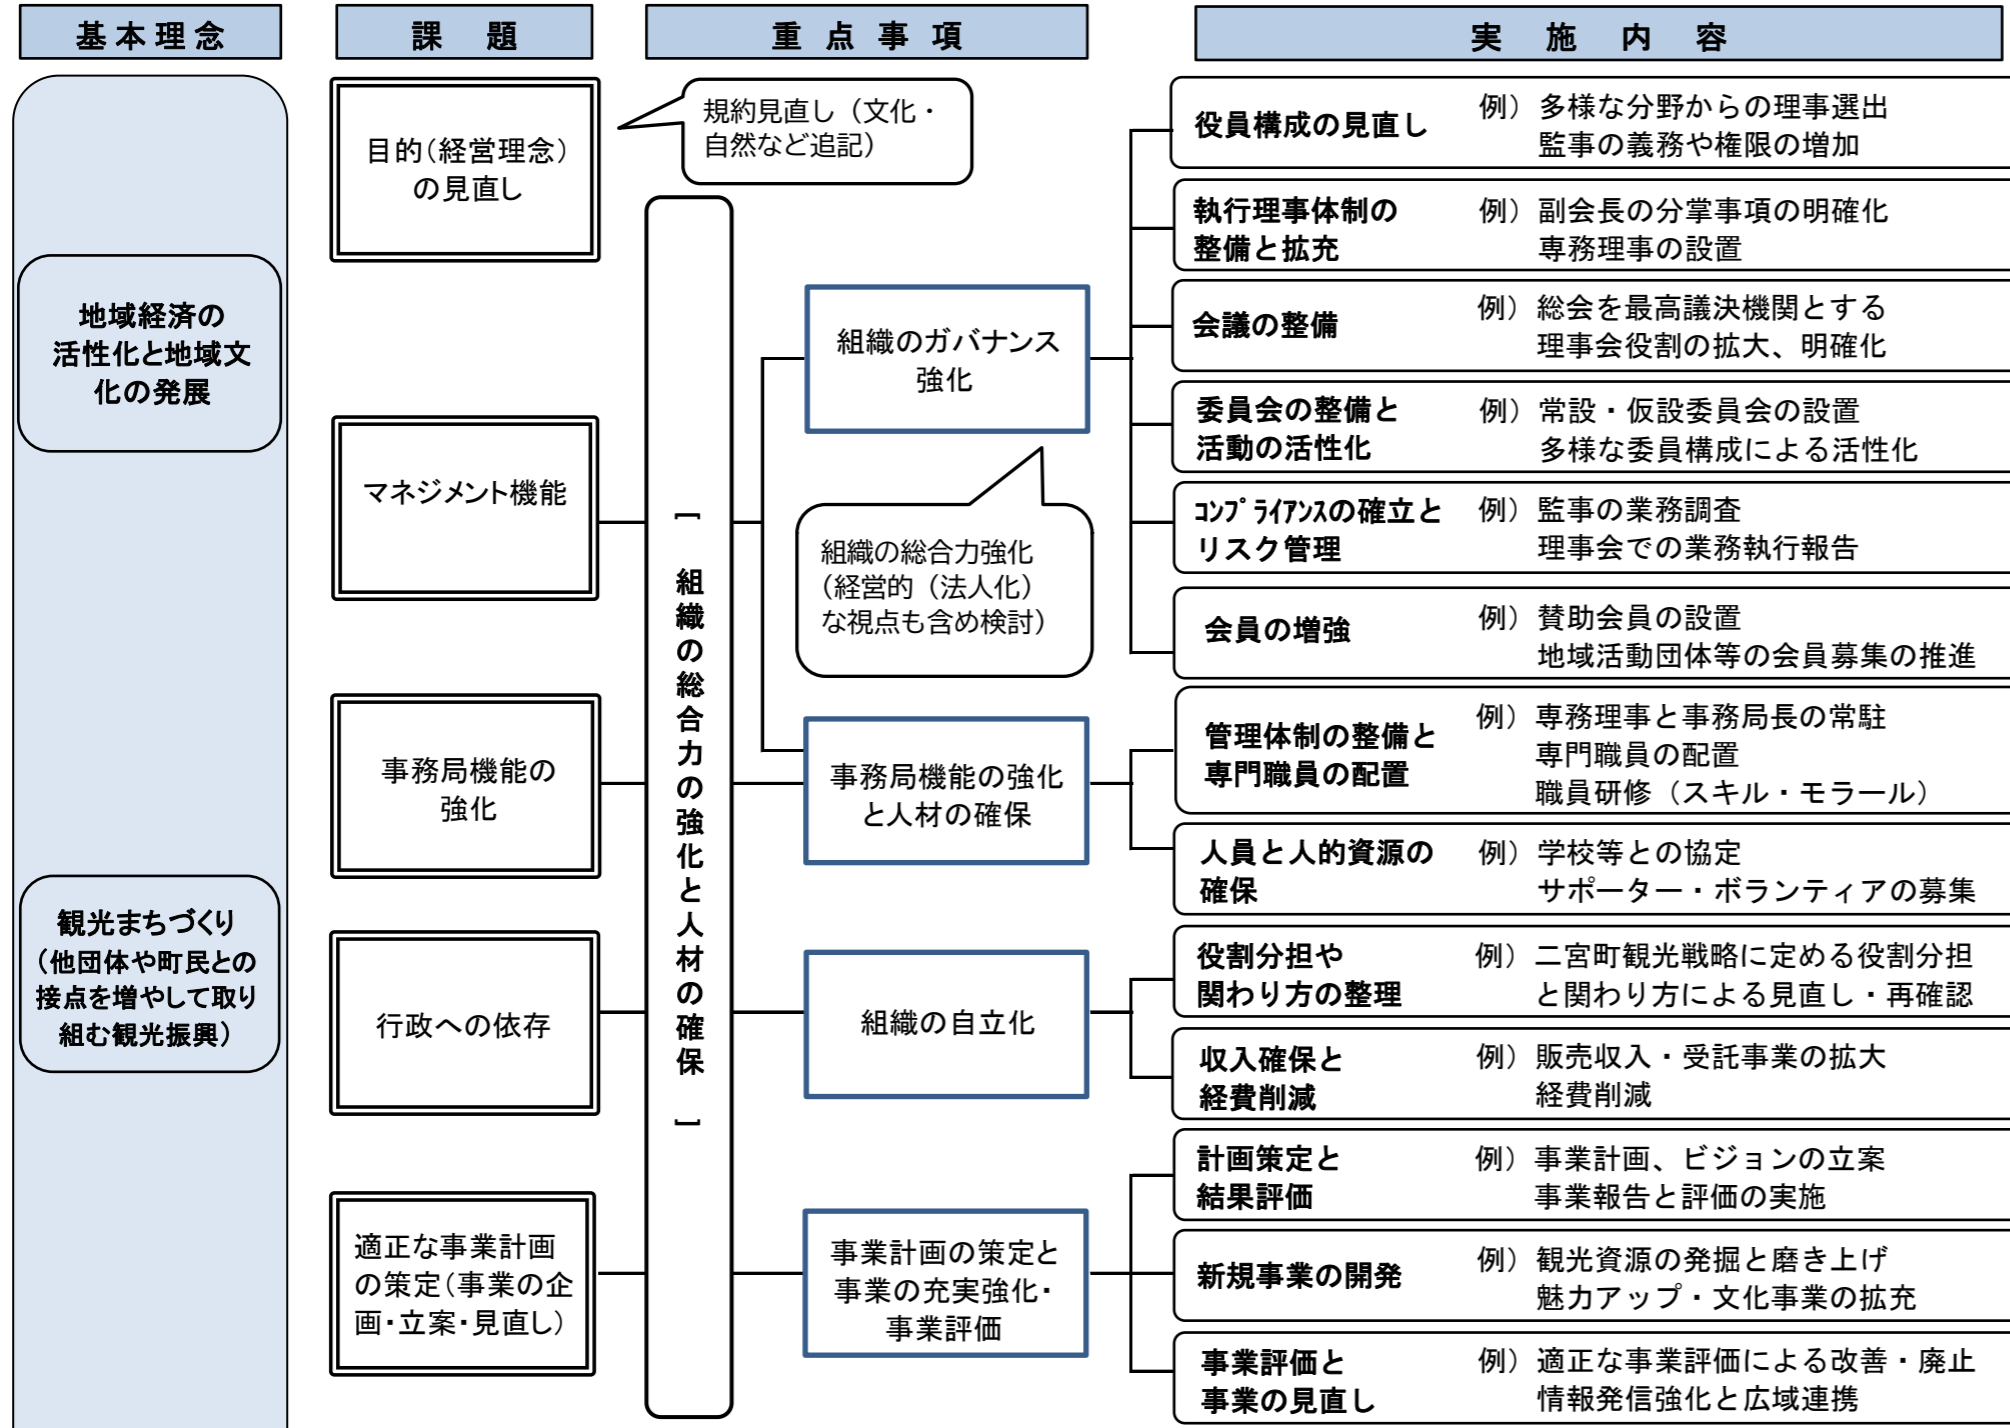 基本理念
課題
重点事項
実施内容
地域経済の
活性化と地域文
化の発展
観光まちづくり
（他団体や町民との
接点を増やして取り
組む観光振興）
目的（経営理念）
の見直し
マネジメント機能
事務局機能の
強化
行政への依存
適正な事業計画
の策定（事業の企
画・立案・見直し）
規約見直し（文化・
自然など追記）
［組織の総合力の強化と人材の確保］
組織のガバナンス
強化
組織の総合力強化
（経営的（法人化）
な視点も含め検討）
事務局機能の強化
と人材の確保
組織の自立化
事業計画の策定と
事業の充実強化・
事業評価
役員構成の見直し
例）多様な分野からの理事選出
監事の義務や権限の増加
執行理事体制の
整備と拡充
例）副会長の分掌事項の明確化
専務理事の設置
会議の整備
例）総会を最高議決機関とする
理事会役割の拡大、明確化
委員会の整備と
活動の活性化
例）常設・仮設委員会の設置
多様な委員構成による活性化
ｺﾝﾌﾟﾗｲｱﾝｽの確立と
リスク管理
例）監事の業務調査
理事会での業務執行報告
会員の増強
例）賛助会員の設置
地域活動団体等の会員募集の推進
管理体制の整備と
専門職員の配置
例）専務理事と事務局長の常駐
専門職員の配置
職員研修（スキル・モラール）
人員と人的資源の
確保
例）学校等との協定
サポーター・ボランティアの募集
役割分担や
関わり方の整理
例）二宮町観光戦略に定める役割分担
と関わり方による見直し・再確認
収入確保と
経費削減
例）販売収入・受託事業の拡大
経費削減
計画策定と
結果評価
例）事業計画、ビジョンの立案
事業報告と評価の実施
新規事業の開発
例）観光資源の発掘と磨き上げ
魅力アップ・文化事業の拡充
事業評価と
事業の見直し
例）適正な事業評価による改善・廃止
情報発信強化と広域連携